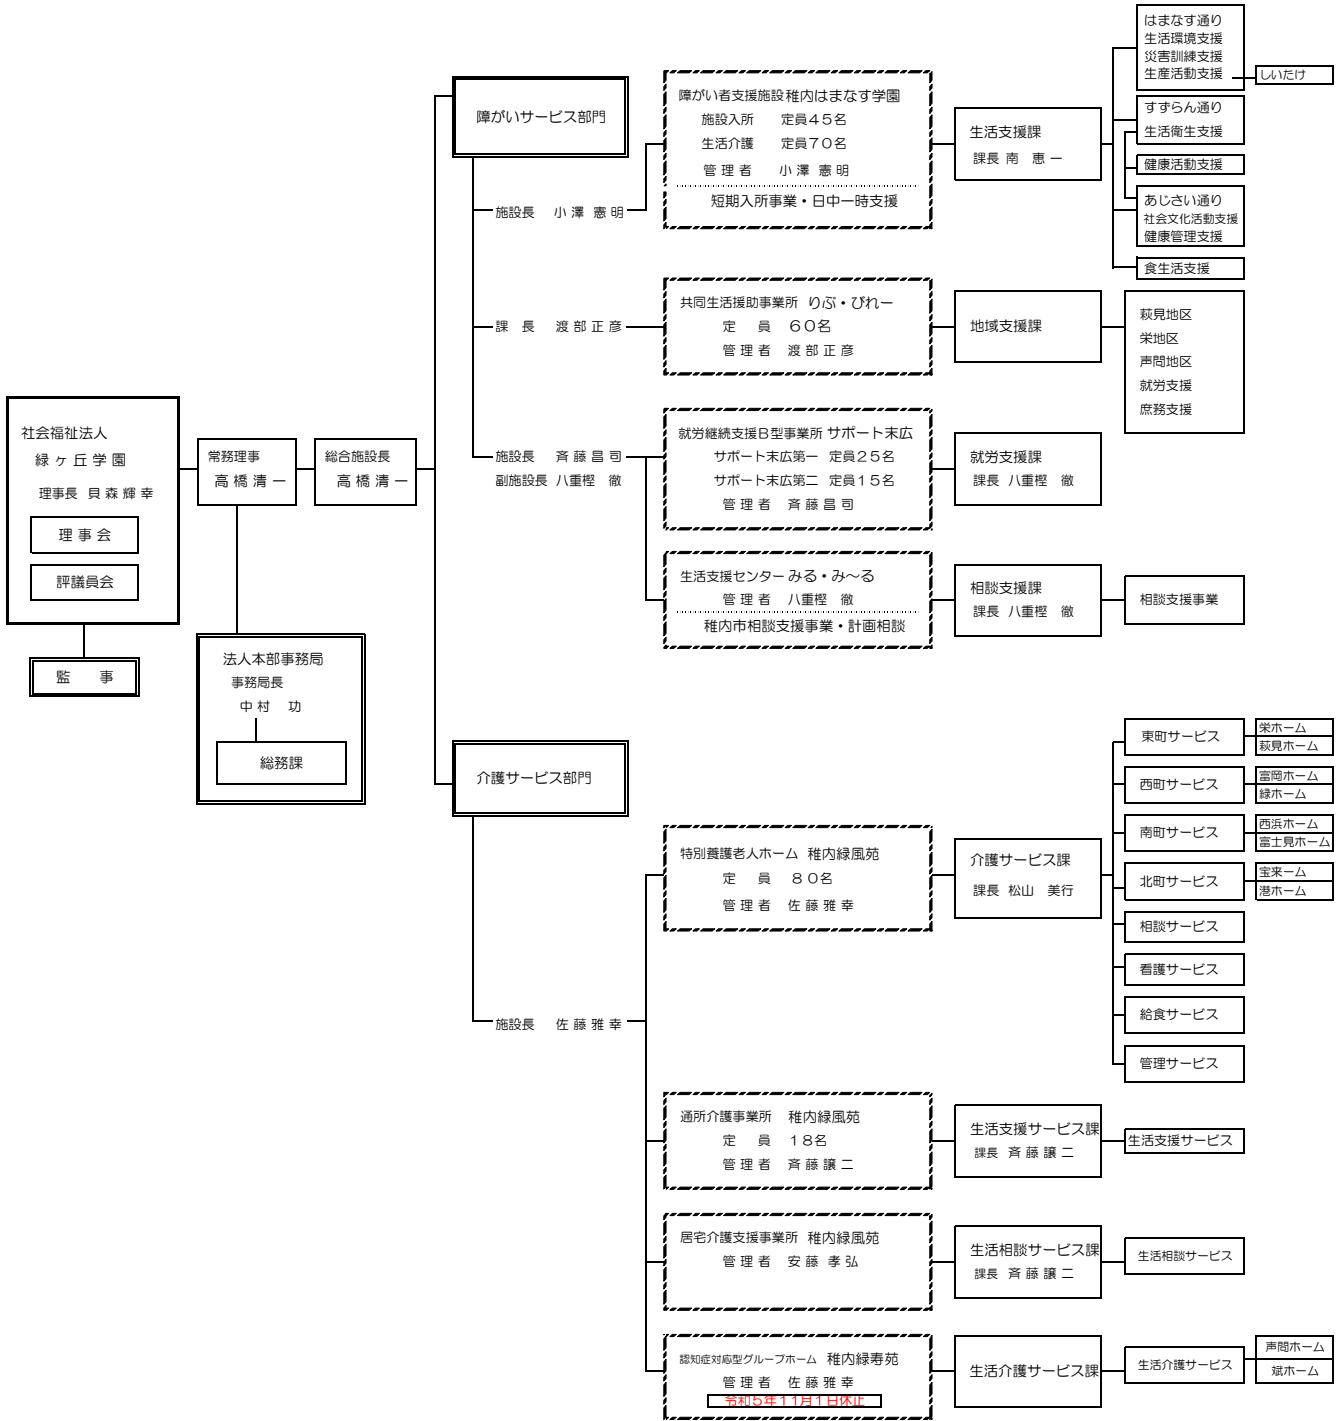 社会福祉法人
緑ヶ丘学園
理事長 貝森輝幸
理事会
評議員会
監　事
常務理事
高橋清一
総合施設長
高橋清一
法人本部事務局
事務局長
中村　功
総務課
障がいサービス部門
施設長　小澤 憲明
障がい者支援施設 稚内はまなす学園
施設入所　定員45名
生活介護　定員70名
管理者　小澤 憲明
短期入所事業・日中一時支援
生活支援課
課長 南　恵一
はまなす通り
生活環境支援
災害訓練支援
生産活動支援
しいたけ
すずらん通り
生活衛生支援
健康活動支援
あじさい通り
社会文化活動支援
健康管理支援
食生活支援
課　長　渡部正彦
共同生活援助事業所　りぶ・びれー
定　員　60名
管理者　渡部正彦
地域支援課
萩見地区
栄地区
声問地区
就労支援
庶務支援
施設長　斉藤昌司
副施設長 八重樫　徹
就労継続支援B型事業所 サポート末広
サポート末広第一　定員25名
サポート末広第二　定員15名
管理者　斉藤昌司
就労支援課
課長 八重樫　徹
生活支援センター みる・み～る
管理者　八重樫　徹
稚内市相談支援事業・計画相談
相談支援課
課長 八重樫　徹
相談支援事業
介護サービス部門
施設長　佐藤雅幸
特別養護老人ホーム　稚内緑風苑
定　員　80名
管理者　佐藤雅幸
介護サービス課
課長 松山　美行
東町サービス
栄ホーム
萩見ホーム
西町サービス
富岡ホーム
緑ホーム
南町サービス
西浜ホーム
富士見ホーム
北町サービス
宝来ーム
港ホーム
相談サービス
看護サービス
給食サービス
管理サービス
通所介護事業所　稚内緑風苑
定　員　18名
管理者　斉藤譲二
生活支援サービス課
課長 斉藤譲二
生活支援サービス
居宅介護支援事業所　稚内緑風苑
管理者　安藤 孝弘
生活相談サービス課
課長 斉藤譲二
生活相談サービス
認知症対応型グループホーム　稚内緑寿苑
管理者　佐藤雅幸
令和5年11月1日休止
生活介護サービス課
生活介護サービス
声問ホーム
斌ホーム